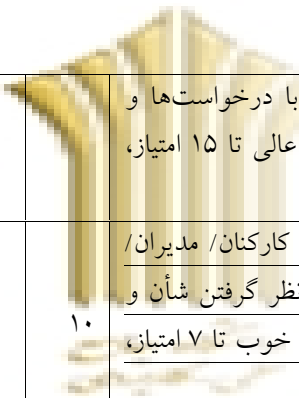 با درخواست‌ها و
عالی تا ۱۵ امتیاز،
کارکنان/ مدیران/
نظر گرفتن شأن و
۱۰
خوب تا ۷ امتیاز،